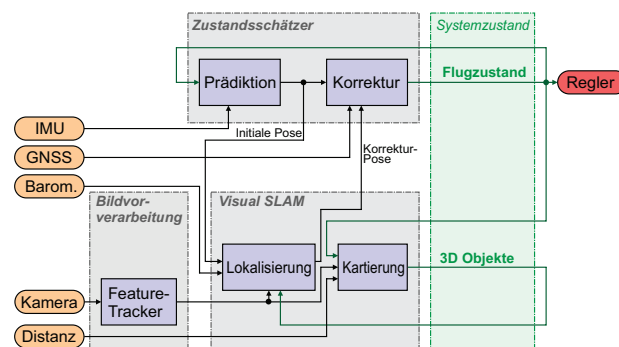 Zustandsschätzer
Systemzustand
Prädiktion
Korrektur
Flugzustand
Regler
IMU
Initiale Pose
GNSS
Korrektur-
Pose
Barom.
Bildvor-
verarbeitung
Visual SLAM
Lokalisierung
Kartierung
3D Objekte
Kamera
Feature-
Tracker
Distanz